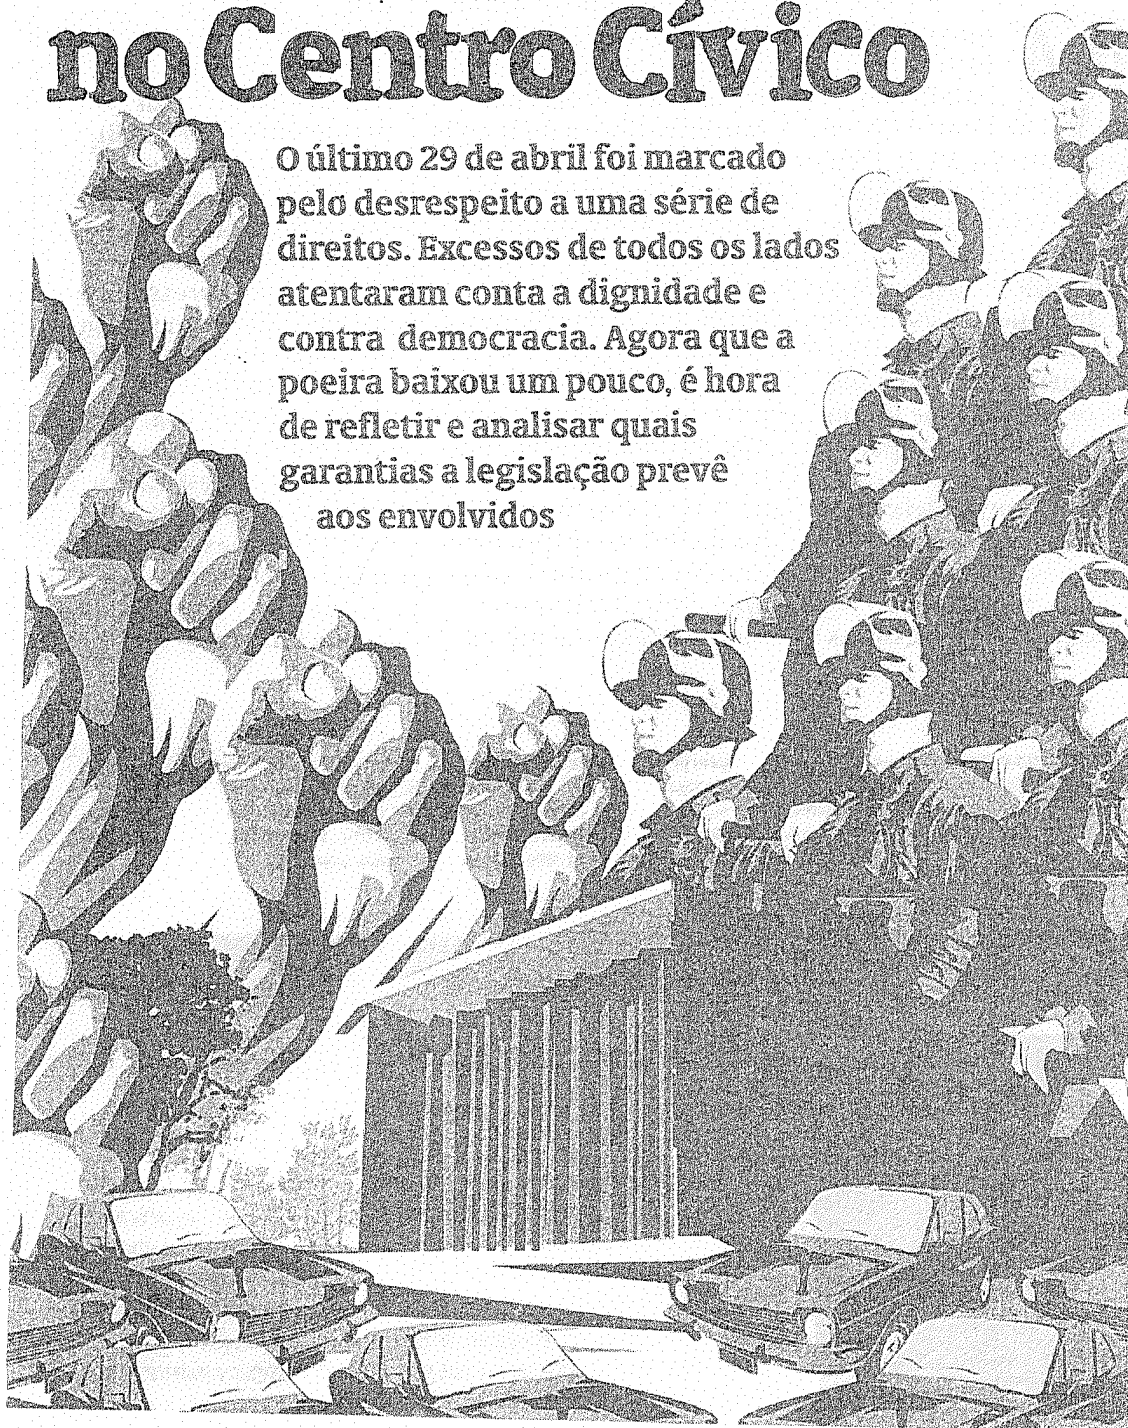 no Centro Cívico
O último 29 de abril foi marcado
pelo desrespeito a uma série de
direitos. Excessos de todos os lados
atentaram conta a dignidade e
contra democracia. Agora que a
poeira baixou um pouco, é hora
de refletir e analisar quais
garantias a legislação prevê
aos envolvidos